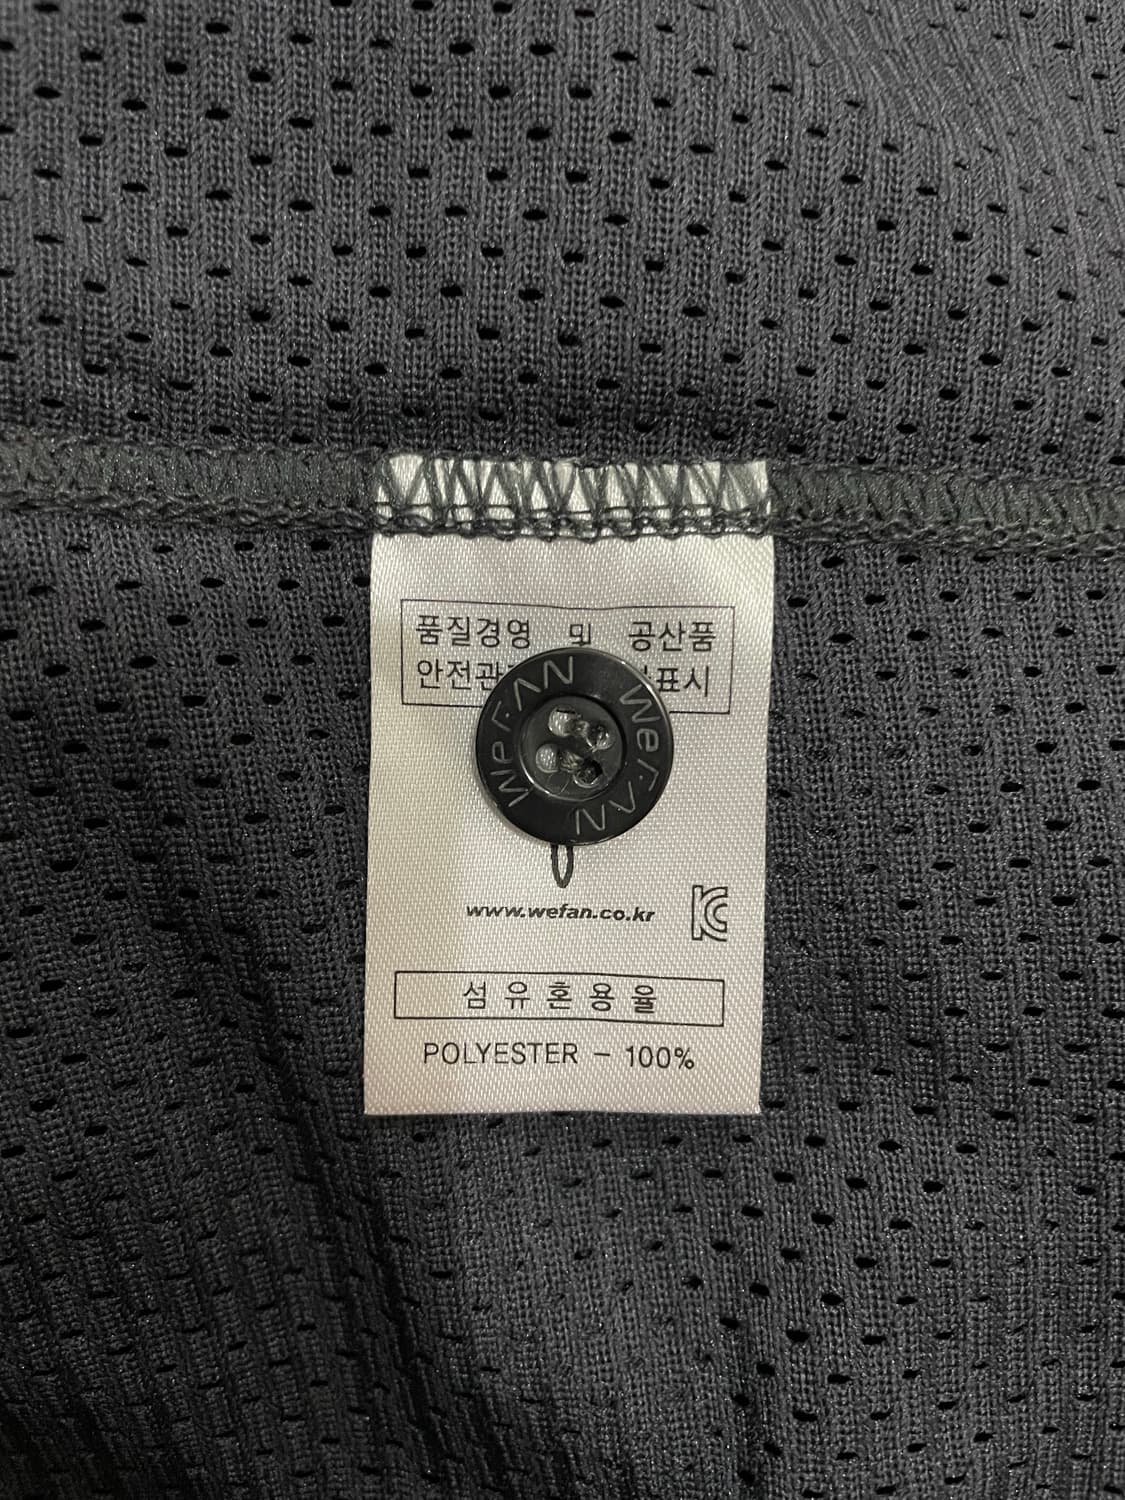 품질경영 및 공산품
안전관 표시
WeFAN WeFAN
www.wefan.co.kr
섬유혼용율
POLYESTER - 100%